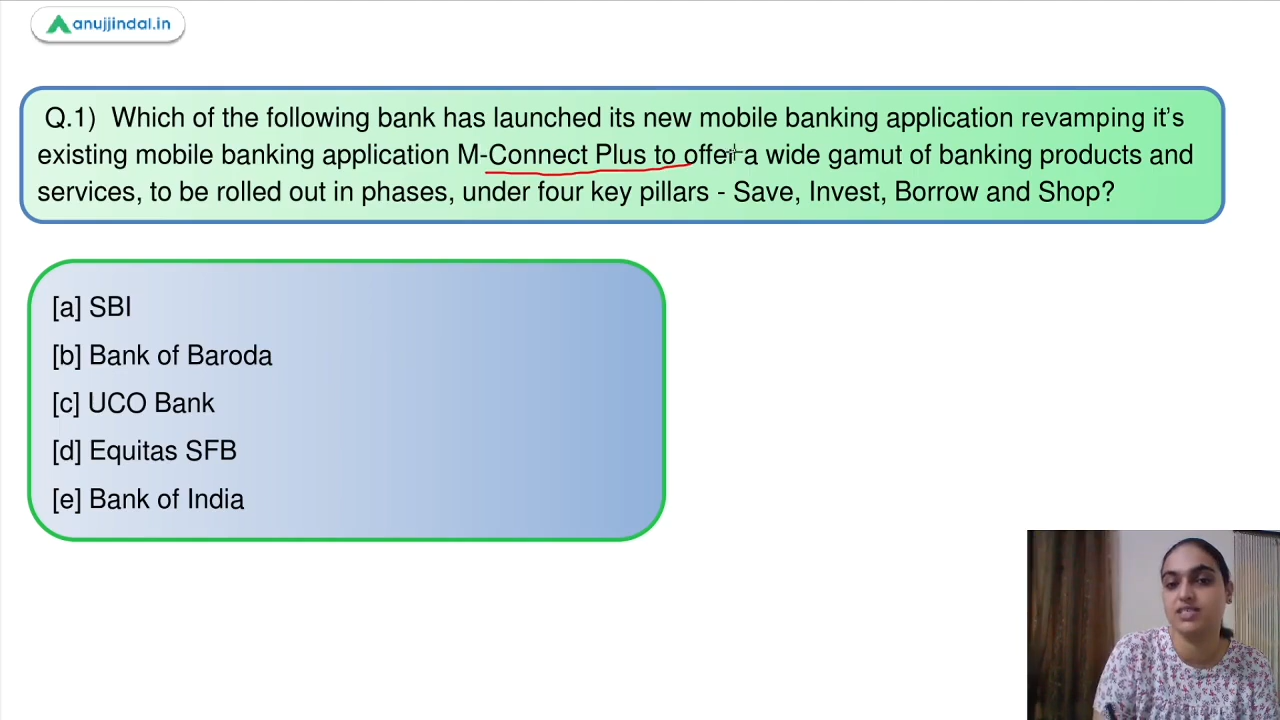 anujjindal.in
Q.1) Which of the following bank has launched its new mobile banking application revamping it's
existing mobile banking application M-Connect Plus to offer a wide gamut of banking products and
services, to be rolled out in phases, under four key pillars - Save, Invest, Borrow and Shop?
[a] SBI
[b] Bank of Baroda
[c] UCO Bank
[d] Equitas SFB
[e] Bank of India